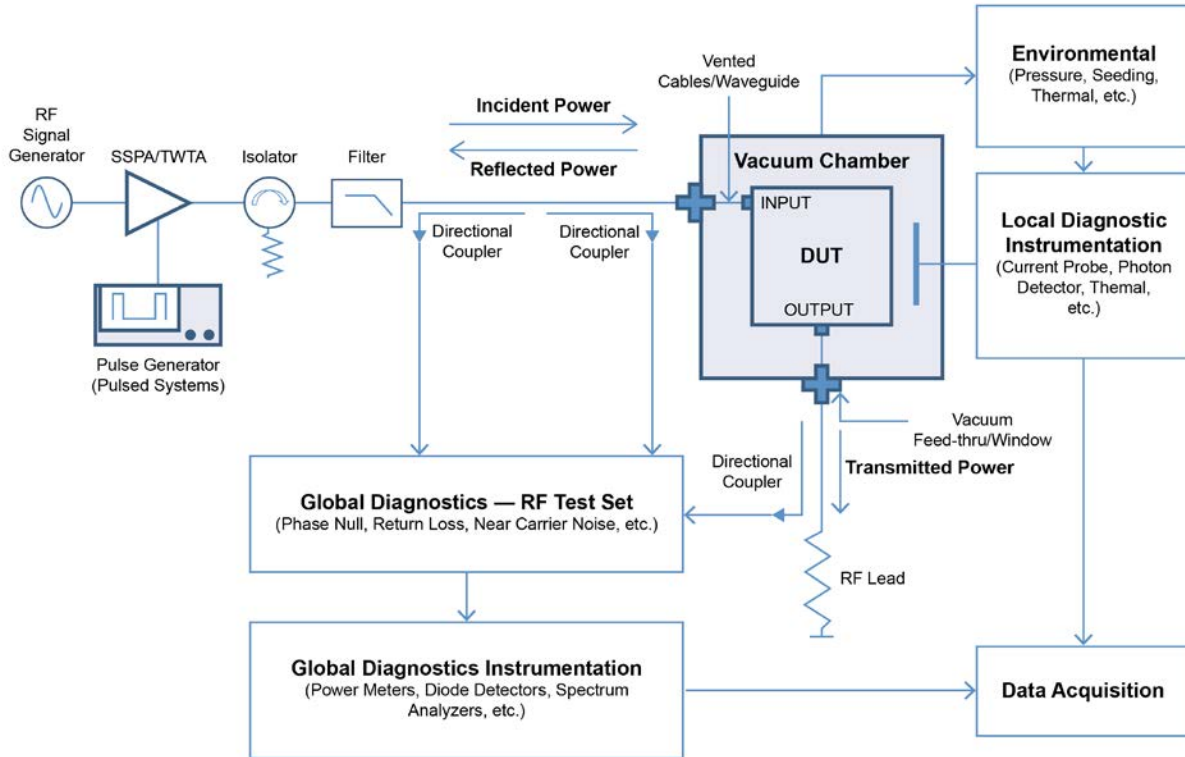 RF
Signal
Generator
SSPA/TWTA
Isolator
Filter
Incident Power
Reflected Power
Vented
Cables/Waveguide
Directional
Coupler
Directional
Coupler
Pulse Generator
(Pulsed Systems)
Vacuum Chamber
INPUT
DUT
OUTPUT
Environmental
(Pressure, Seeding,
Thermal, etc.)
Local Diagnostic
Instrumentation
(Current Probe, Photon
Detector, Themal,
etc.)
Vacuum
Feed-thru/Window
Directional
Coupler
Transmitted Power
RF Lead
Global Diagnostics — RF Test Set
(Phase Null, Return Loss, Near Carrier Noise, etc.)
Global Diagnostics Instrumentation
(Power Meters, Diode Detectors, Spectrum
Analyzers, etc.)
Data Acquisition